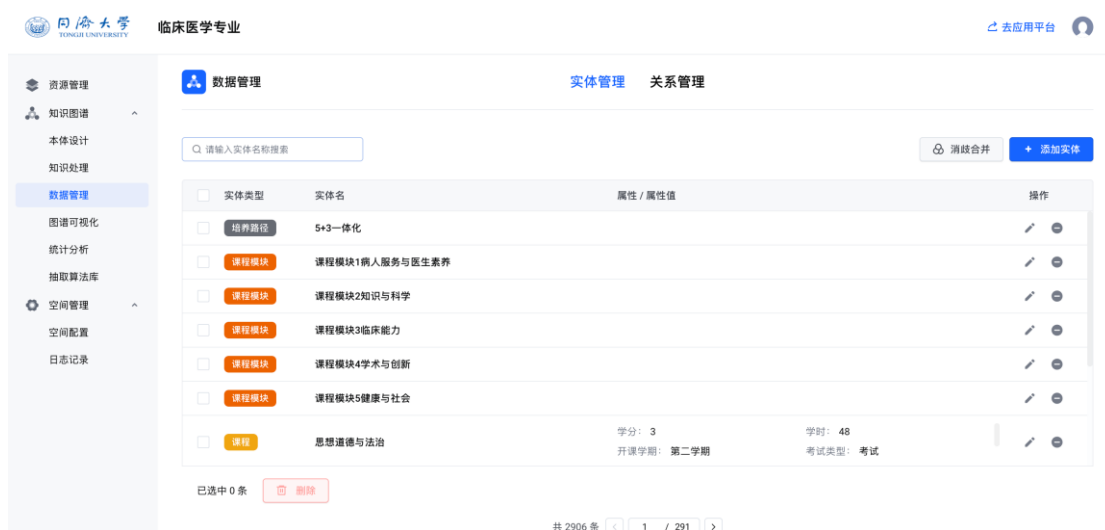 同济大学
TONGJI UNIVERSITY
临床医学专业
去应用平台
资源管理
知识图谱
本体设计
知识处理
数据管理
图谱可视化
统计分析
抽取算法库
空间管理
空间配置
日志记录
数据管理
实体管理 关系管理
请输入实体名称搜索
消歧合并
+ 添加实体
实体类型 实体名 属性 / 属性值 操作
培养路径 5+3一体化
课程模块 课程模块1病人服务与医生素养
课程模块 课程模块2知识与科学
课程模块 课程模块3临床能力
课程模块 课程模块4学术与创新
课程模块 课程模块5健康与社会
课程 思想道德与法治 学分: 3 学时: 48
开课学期: 第二学期 考试类型: 考试
已选中 0 条 删除
共 2906 条 < 1 / 291 >